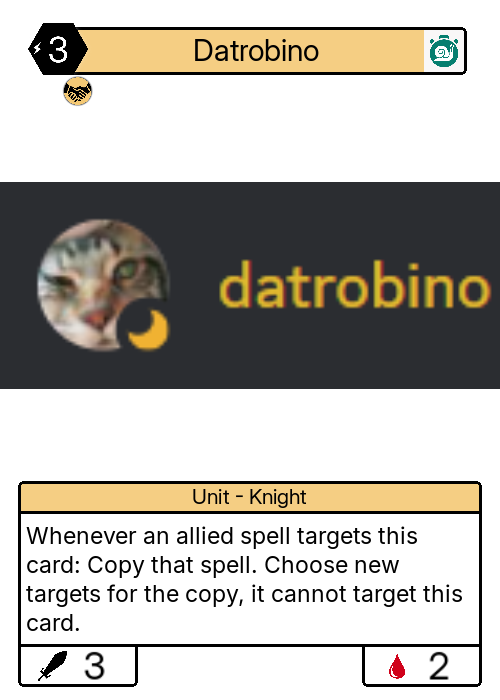 3
Datrobino
datrobino
Unit - Knight
Whenever an allied spell targets this
card: Copy that spell. Choose new
targets for the copy, it cannot target this
card.
3
2